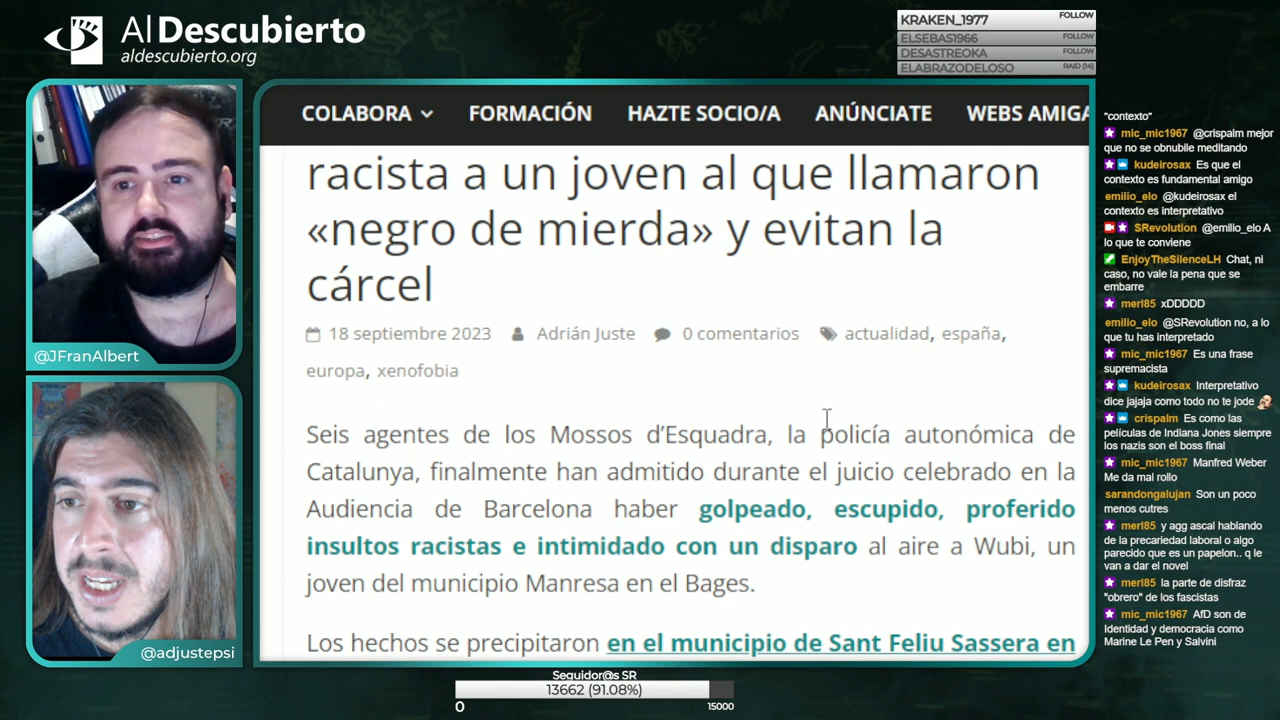 Al Descubierto
aldescubierto.org
KRAKEN_1977 FOLLOW
ELSEBAS1966 FOLLOW
DESASTREOKA FOLLOW
ELABRAZODELOSO RAID (14)
@JFranAlbert
@adjustepsi
COLABORA FORMACIÓN HAZTE SOCIO/A ANÚNCIATE WEBS AMIGA
racista a un joven al que llamaron
«negro de mierda» y evitan la
cárcel
18 septiembre 2023 Adrián Juste 0 comentarios actualidad, españa,
europa, xenofobia
Seis agentes de los Mossos d’Esquadra, la policía autonómica de
Catalunya, finalmente han admitido durante el juicio celebrado en la
Audiencia de Barcelona haber golpeado, escupido, proferido
insultos racistas e intimidado con un disparo al aire a Wubi, un
joven del municipio Manresa en el Bages.
Los hechos se precipitaron en el municipio de Sant Feliu Sassera en
"contexto"
mic_mic1967 @crispalm mejor
que no se obnubile meditando
kudeirosax Es que el
contexto es fundamental amigo
emilio_elo @kudeirosax el
contexto es interpretativo
SRevolution @emilio_elo A
lo que te conviene
EnjoyTheSilenceLH Chat, ni
caso, no vale la pena que se
embarre
merl85 xDDDDD
emilio_elo @SRevolution no, a lo
que tu has interpretado
mic_mic1967 Es una frase
supremacista
kudeirosax Interpretativo
dice jajaja como todo no te jode
crispalm Es como las
películas de Indiana Jones siempre
los nazis son el boss final
mic_mic1967 Manfred Weber
Me da mal rollo
sarandongalujan Son un poco
menos cutres
merl85 y agg ascal hablando
de la precariedad laboral o algo
parecido que es un papelon.. q le
van a dar el novel
merl85 la parte de disfraz
"obrero" de los fascistas
mic_mic1967 AfD son de
Identidad y democracia como
Marine Le Pen y Salvini
Seguidor@s SR
13662 (91.08%)
0 15000